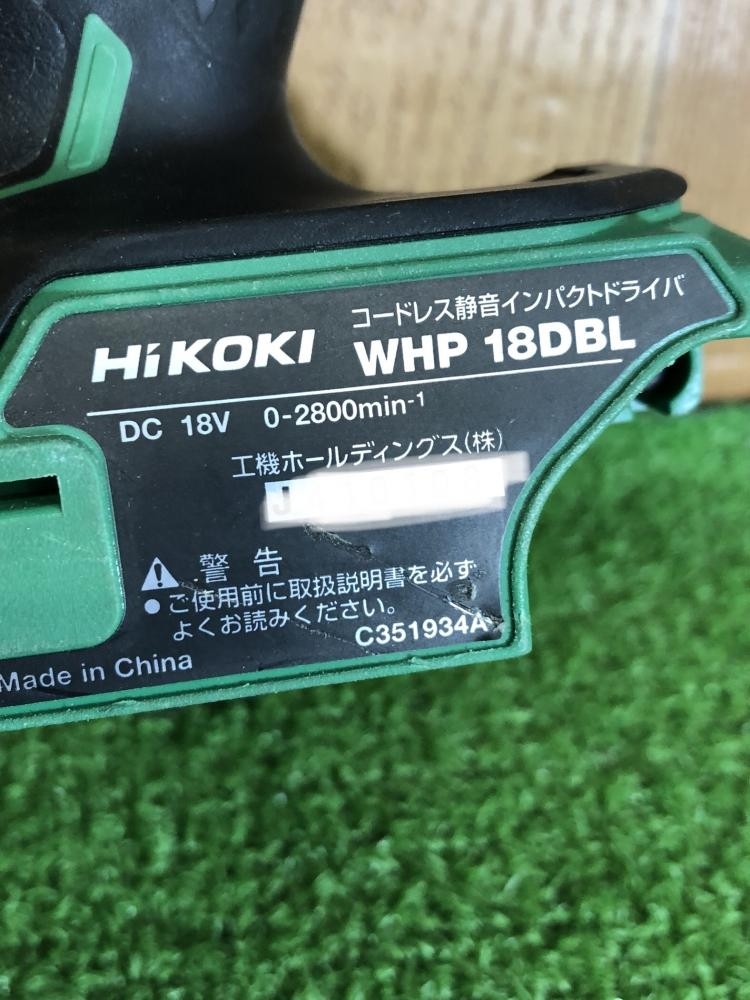 コードレス静音インパクトドライバ
HiKOKI WHP 18DBL
DC 18V 0-2800min-1
工機ホールディングス(株)
警告
●ご使用前に取扱説明書を必ず
よくお読みください。
C351934A
Made in China